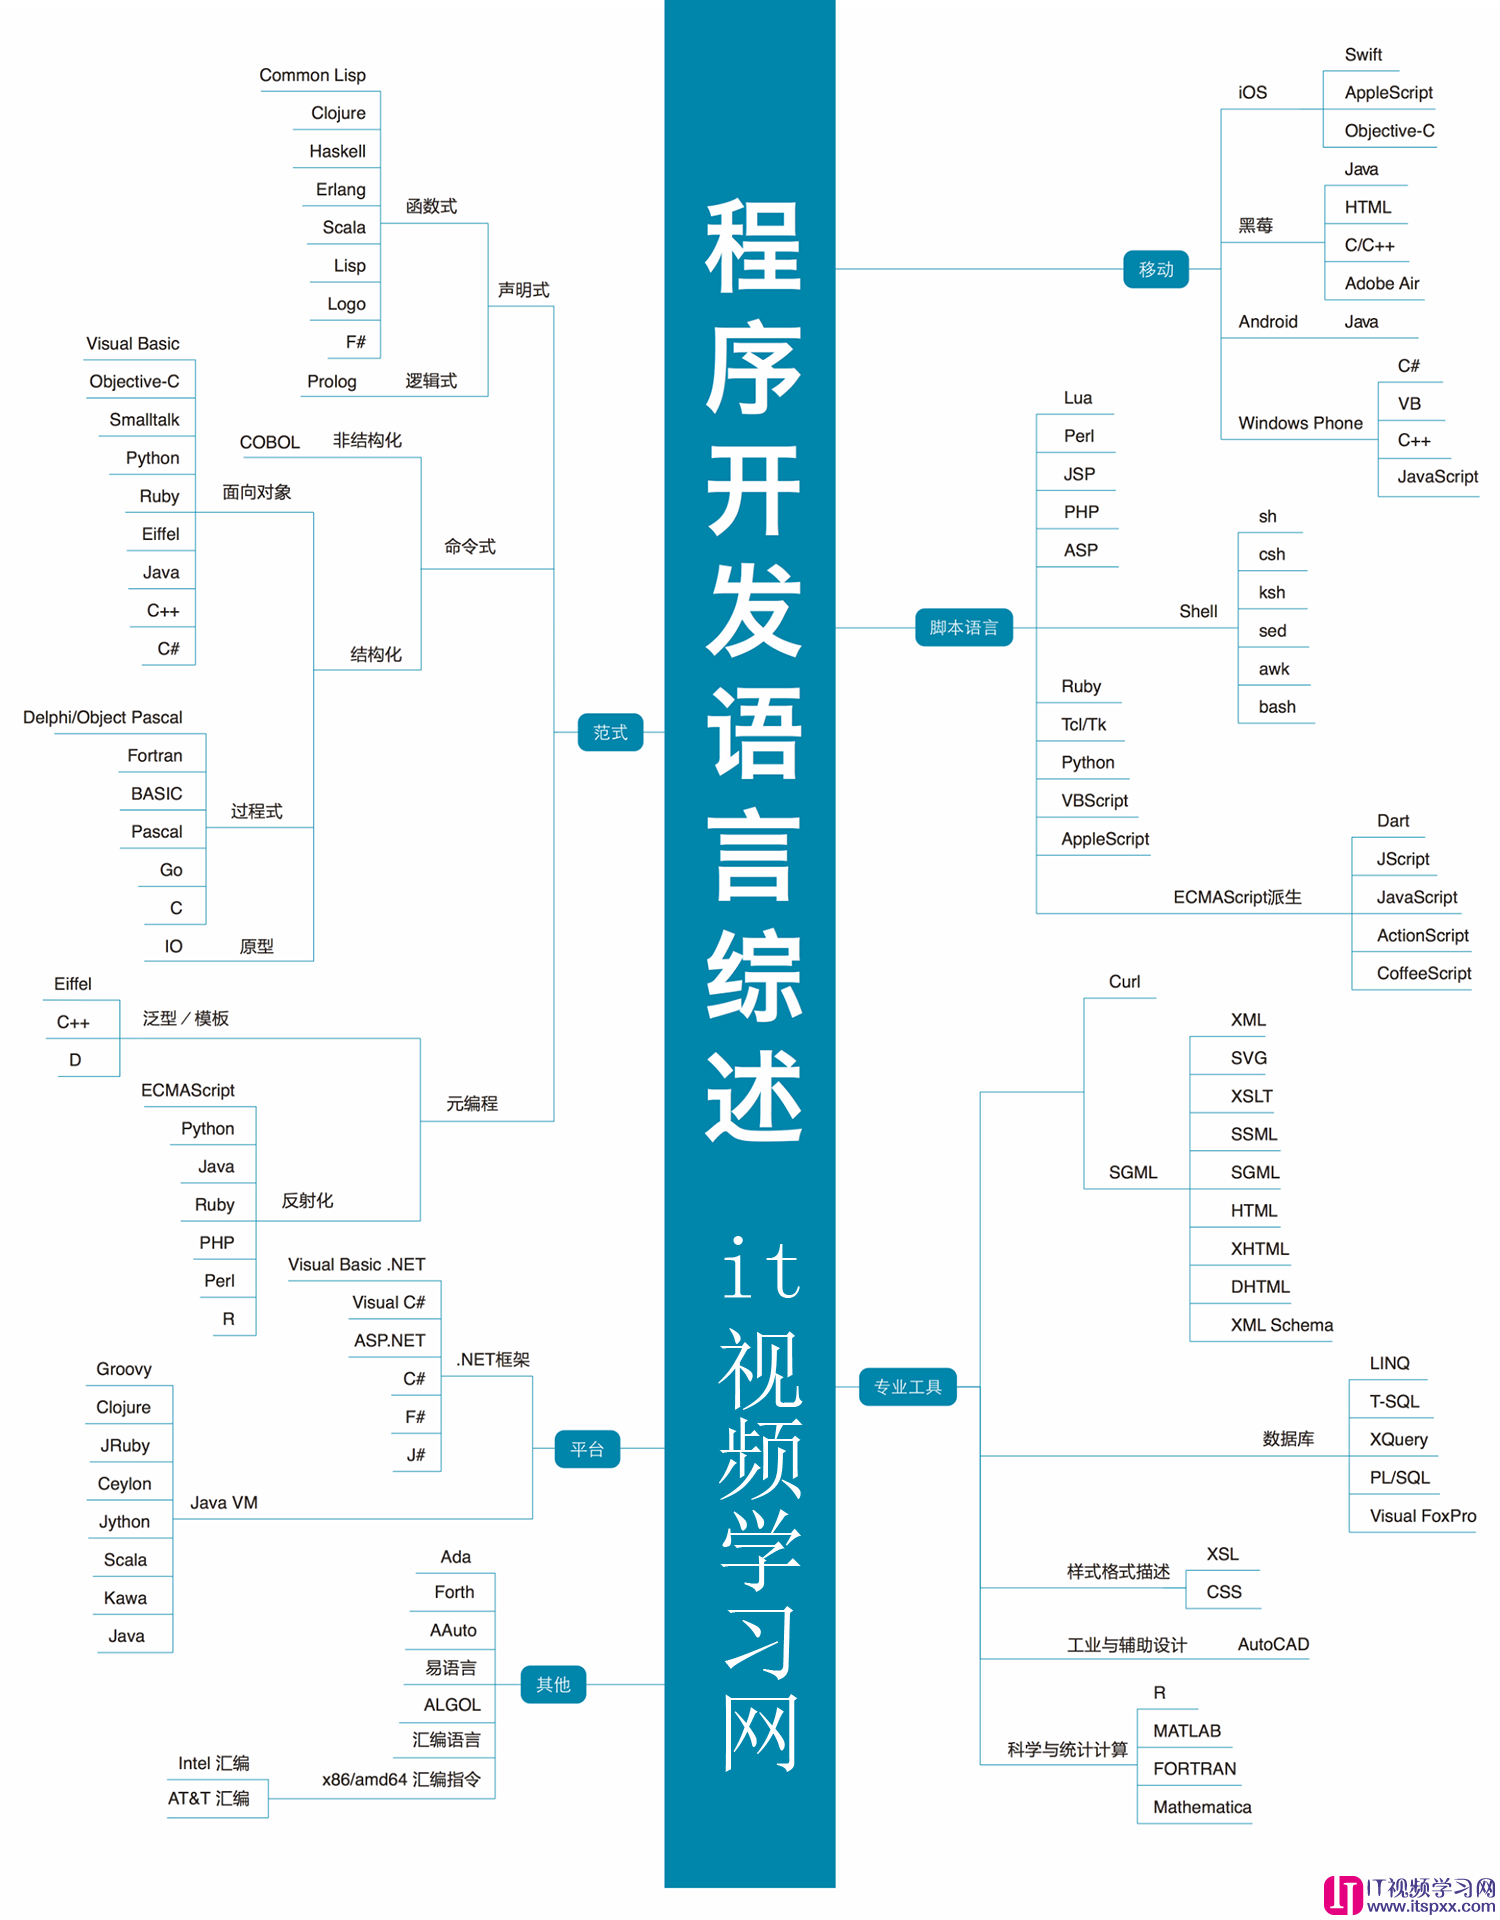 程序开发语言综述
it视频学习网
范式
声明式
函数式
Common Lisp
Clojure
Haskell
Erlang
Scala
Lisp
Logo
F#
逻辑式
Prolog
命令式
非结构化
COBOL
结构化
面向对象
Visual Basic
Objective-C
Smalltalk
Python
Ruby
Eiffel
Java
C++
C#
过程式
Delphi/Object Pascal
Fortran
BASIC
Pascal
Go
C
原型
IO
元编程
泛型／模板
Eiffel
C++
D
反射化
ECMAScript
Python
Java
Ruby
PHP
Perl
R
平台
.NET框架
Visual Basic .NET
Visual C#
ASP.NET
C#
F#
J#
Java VM
Groovy
Clojure
JRuby
Ceylon
Jython
Scala
Kawa
Java
其他
Ada
Forth
AAuto
易语言
ALGOL
汇编语言
x86/amd64 汇编指令
Intel 汇编
AT&T 汇编
移动
iOS
Swift
AppleScript
Objective-C
黑莓
Java
HTML
C/C++
Adobe Air
Android
Java
Windows Phone
C#
VB
C++
JavaScript
脚本语言
Lua
Perl
JSP
PHP
ASP
Shell
sh
csh
ksh
sed
awk
bash
Ruby
Tcl/Tk
Python
VBScript
AppleScript
ECMAScript派生
Dart
JScript
JavaScript
ActionScript
CoffeeScript
专业工具
Curl
SGML
XML
SVG
XSLT
SSML
SGML
HTML
XHTML
DHTML
XML Schema
数据库
LINQ
T-SQL
XQuery
PL/SQL
Visual FoxPro
样式格式描述
XSL
CSS
工业与辅助设计
AutoCAD
科学与统计计算
R
MATLAB
FORTRAN
Mathematica
IT
IT视频学习网
www.itspxx.com